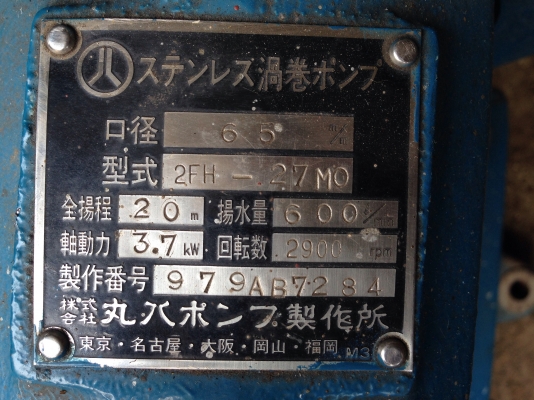 八 ステンレス渦巻ポンプ
口径 65 m/m
型式 2FH-27MO
全揚程 20 m 揚水量 600
軸動力 3.7 kW 回転数 2900 rpm
製作番号 979AB7284
株式会社 丸八ポンプ製作所
東京・名古屋・大阪・岡山・福岡 M3